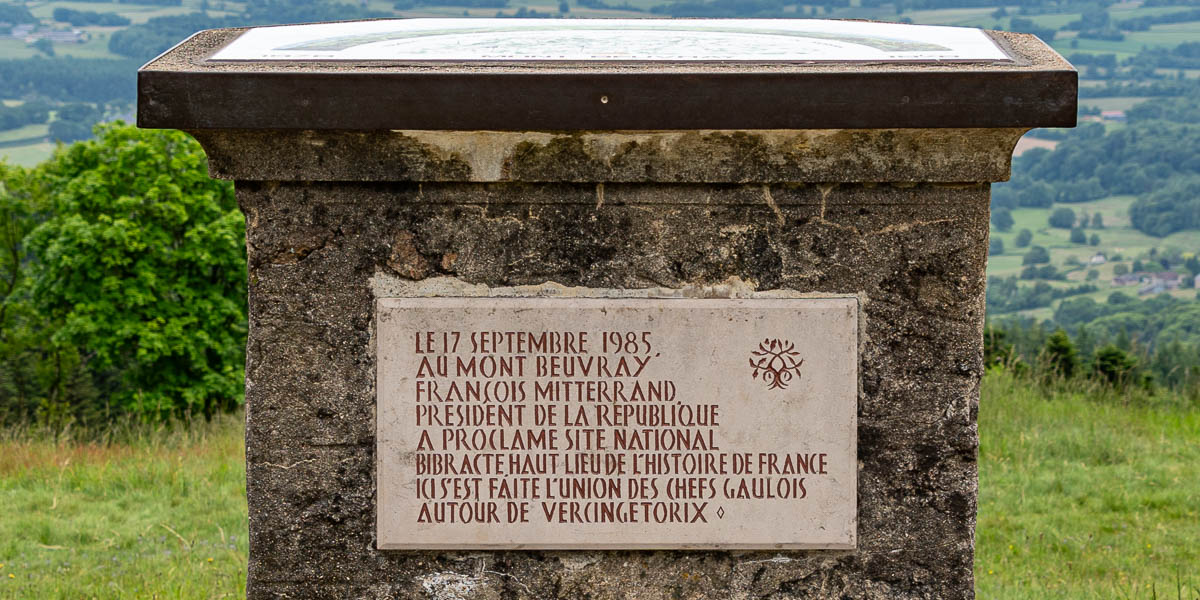 LE 17 SEPTEMBRE 1985,
AU MONT BEUVRAY,
FRANÇOIS MITTERRAND,
PRESIDENT DE LA REPUBLIQUE
A PROCLAME SITE NATIONAL
BIBRACTE HAUT LIEU DE L'HISTOIRE DE FRANCE
ICI S'EST FAITE L'UNION DES CHEFS GAULOIS
AUTOUR DE VERCINGETORIX ◊